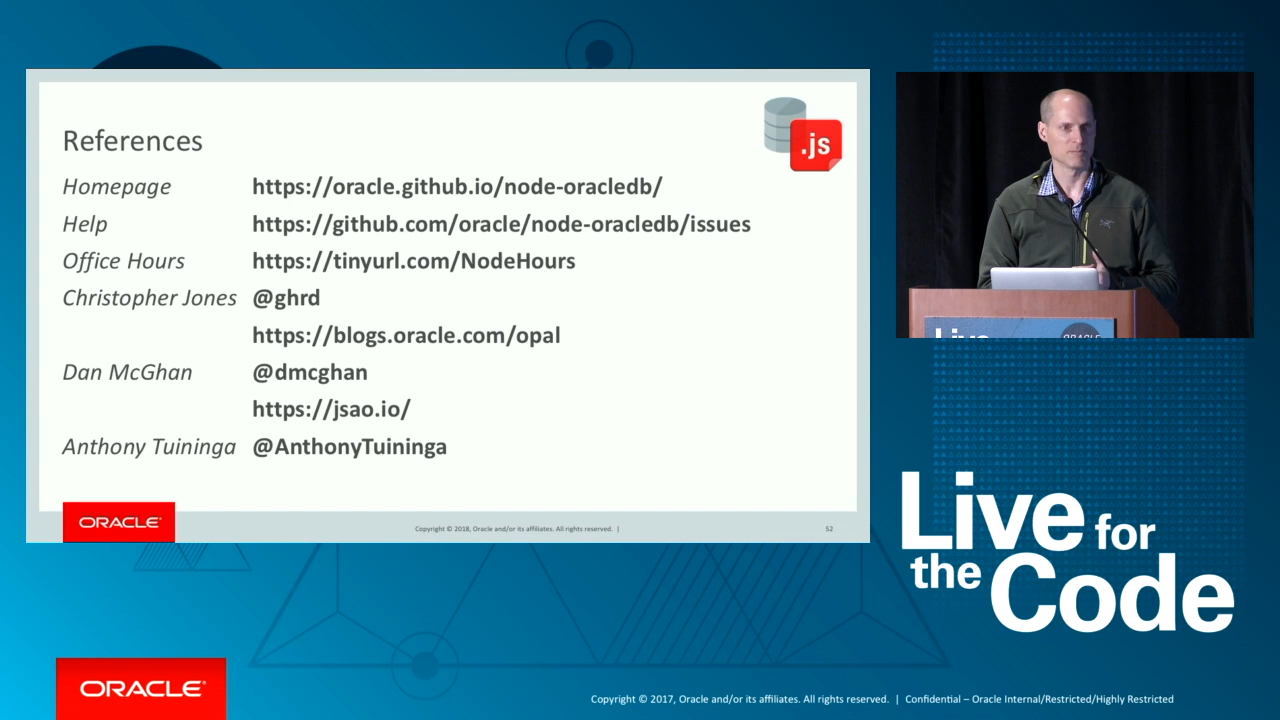 References
Homepage https://oracle.github.io/node-oracledb/
Help https://github.com/oracle/node-oracledb/issues
Office Hours https://tinyurl.com/NodeHours
Christopher Jones @ghrd
https://blogs.oracle.com/opal
Dan McGhan @dmcghan
https://jsao.io/
Anthony Tuininga @AnthonyTuininga
.js
ORACLE®
Copyright © 2018, Oracle and/or its affiliates. All rights reserved. |
52
Live
ORACLE
Live for
the Code
ORACLE®
Copyright © 2017, Oracle and/or its affiliates. All rights reserved. | Confidential – Oracle Internal/Restricted/Highly Restricted